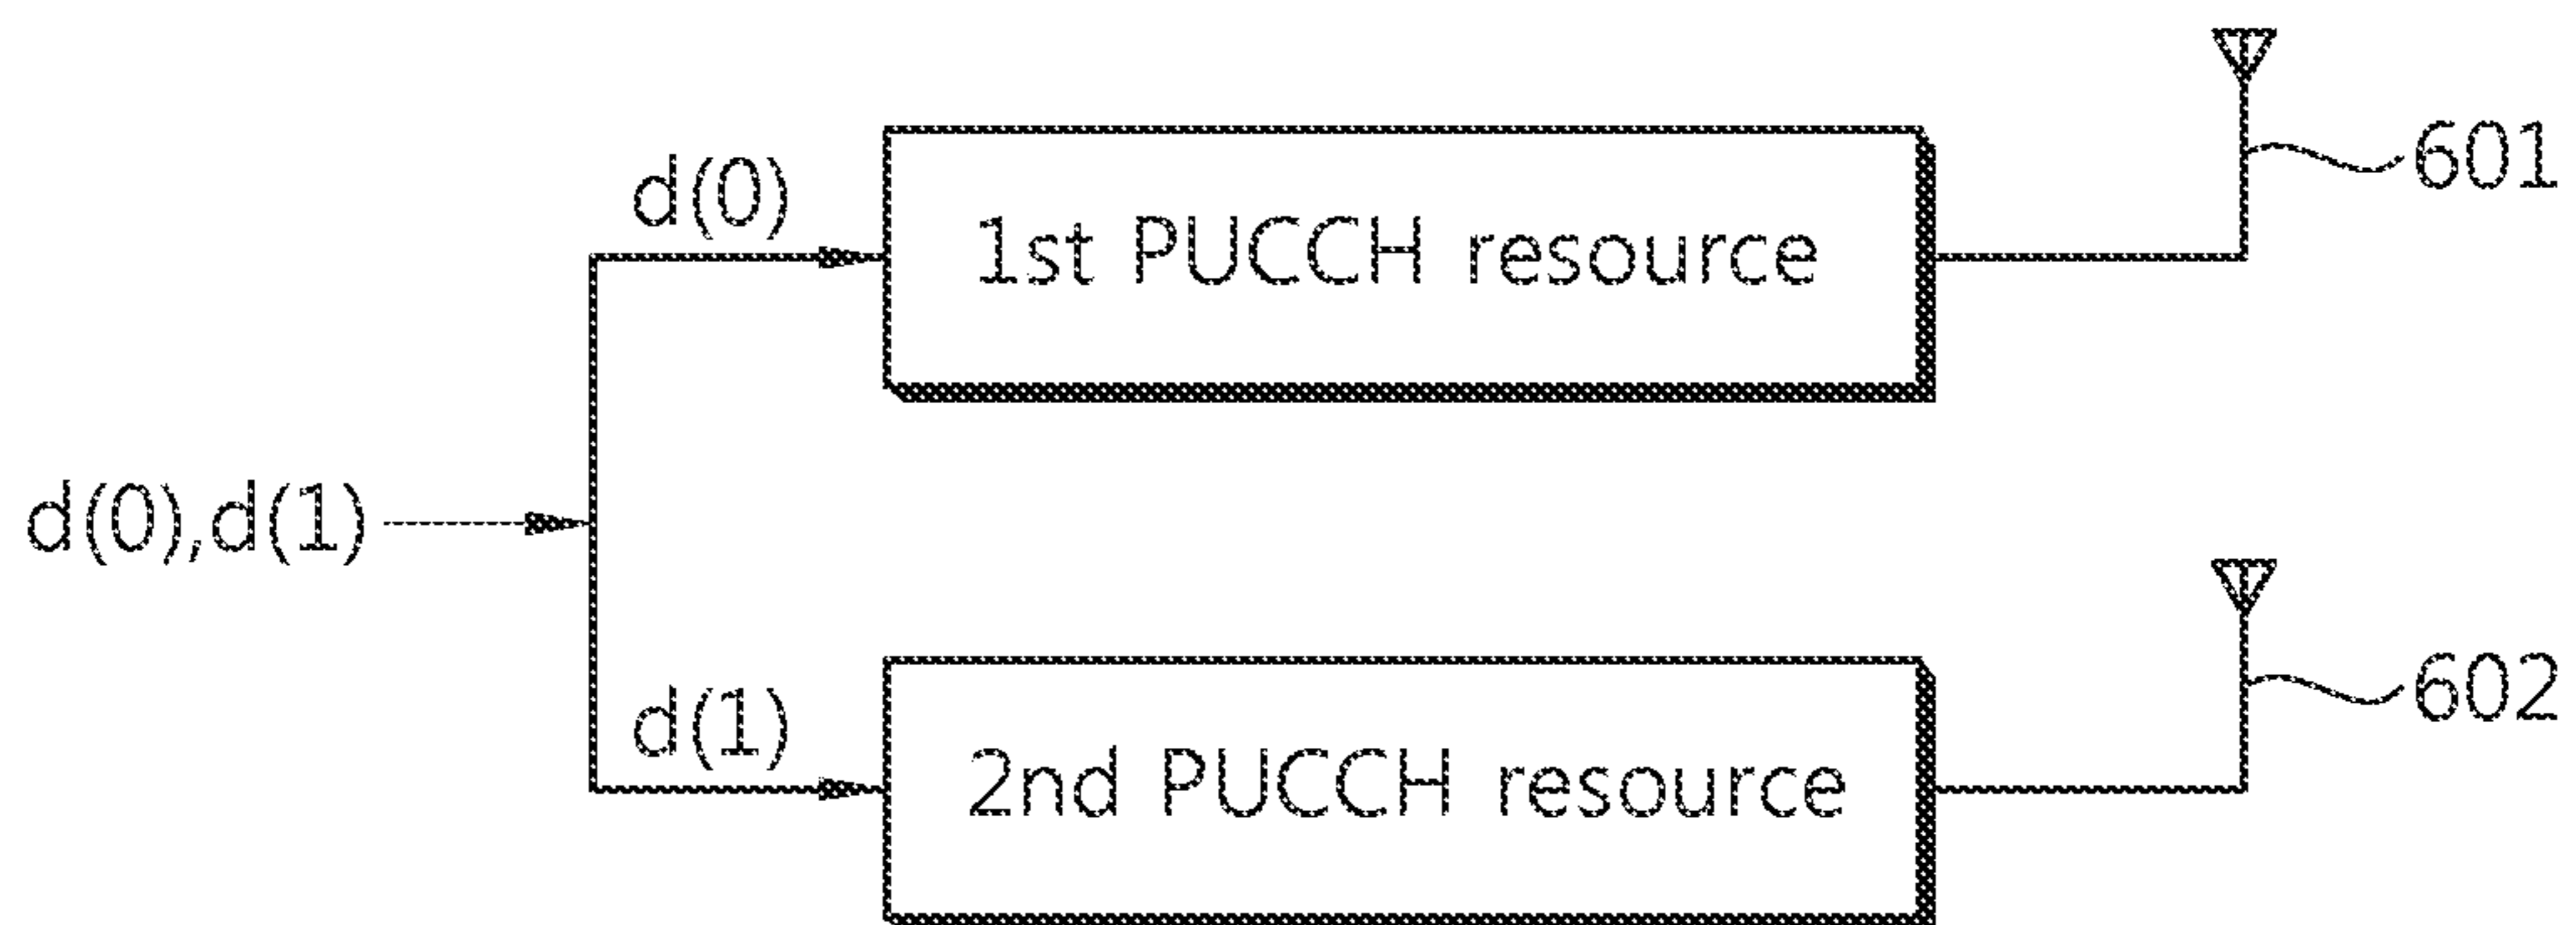 d(0)
1st PUCCH resource
601
d(0),d(1)
d(1)
2nd PUCCH resource
602